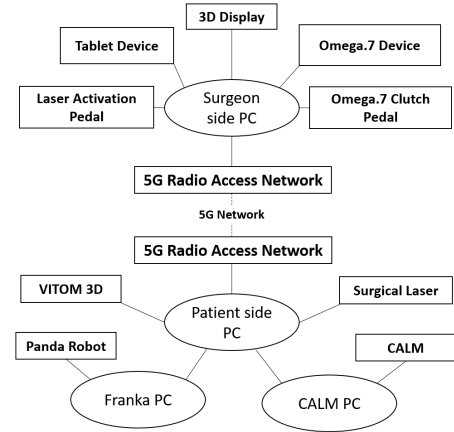 3D Display
Tablet Device
Omega.7 Device
Laser Activation
Pedal
Surgeon
side PC
Omega.7 Clutch
Pedal
5G Radio Access Network
5G Network
5G Radio Access Network
VITOM 3D
Surgical Laser
Patient side
PC
Panda Robot
CALM
Franka PC
CALM PC